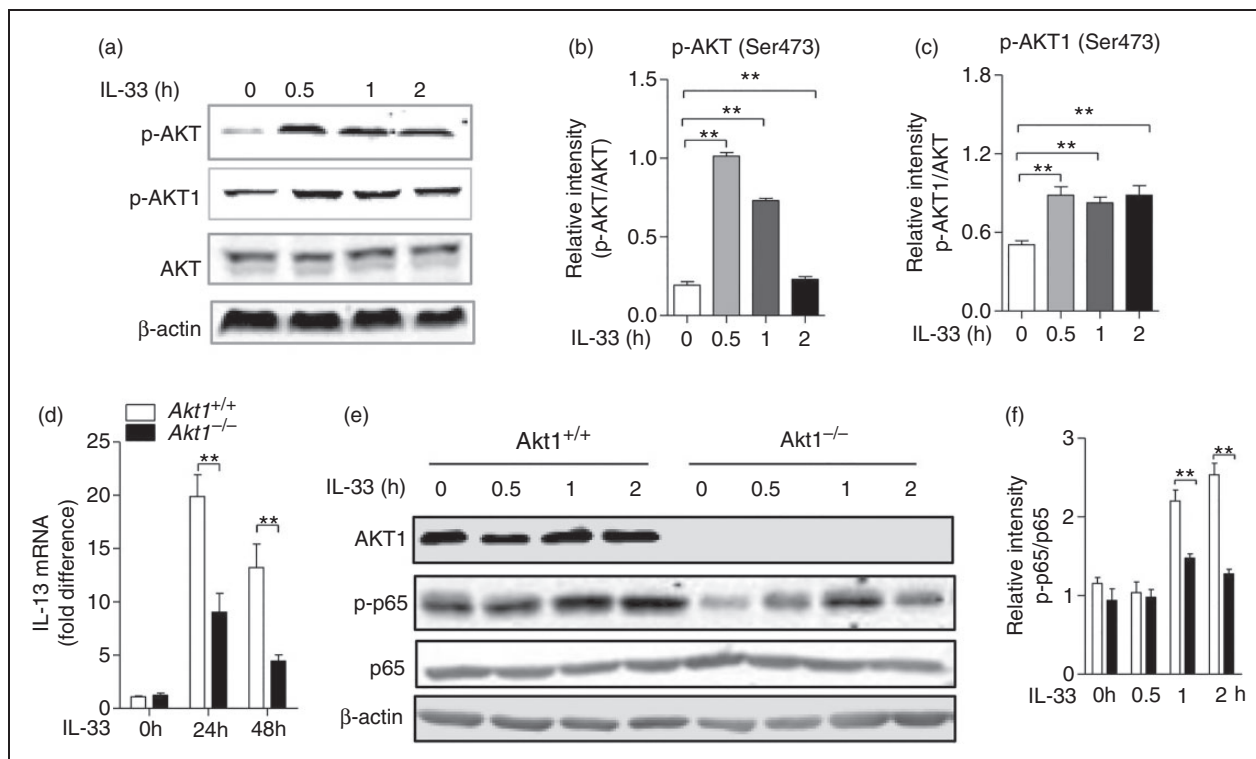 (a)
IL-33 (h) 0 0.5 1 2
p-AKT
p-AKT1
AKT
β-actin
(b)
p-AKT (Ser473)
Relative intensity
(p-AKT/AKT)
1.5
1.0
0.5
0.0
** ** **
IL-33 (h) 0 0.5 1 2
(c)
p-AKT1 (Ser473)
Relative intensity
p-AKT1/AKT
1.8
1.2
0.6
0.0
** ** **
IL-33 (h) 0 0.5 1 2
(d)
Akt1+/+
Akt1−/−
IL-13 mRNA
(fold difference)
25
20
15
10
5
0
** **
IL-33 0h 24h 48h
(e)
Akt1+/+ Akt1−/−
IL-33 (h) 0 0.5 1 2 0 0.5 1 2
AKT1
p-p65
p65
β-actin
(f)
Relative intensity
p-p65/p65
3
2
1
0
** **
IL-33 0h 0.5 1 2 h